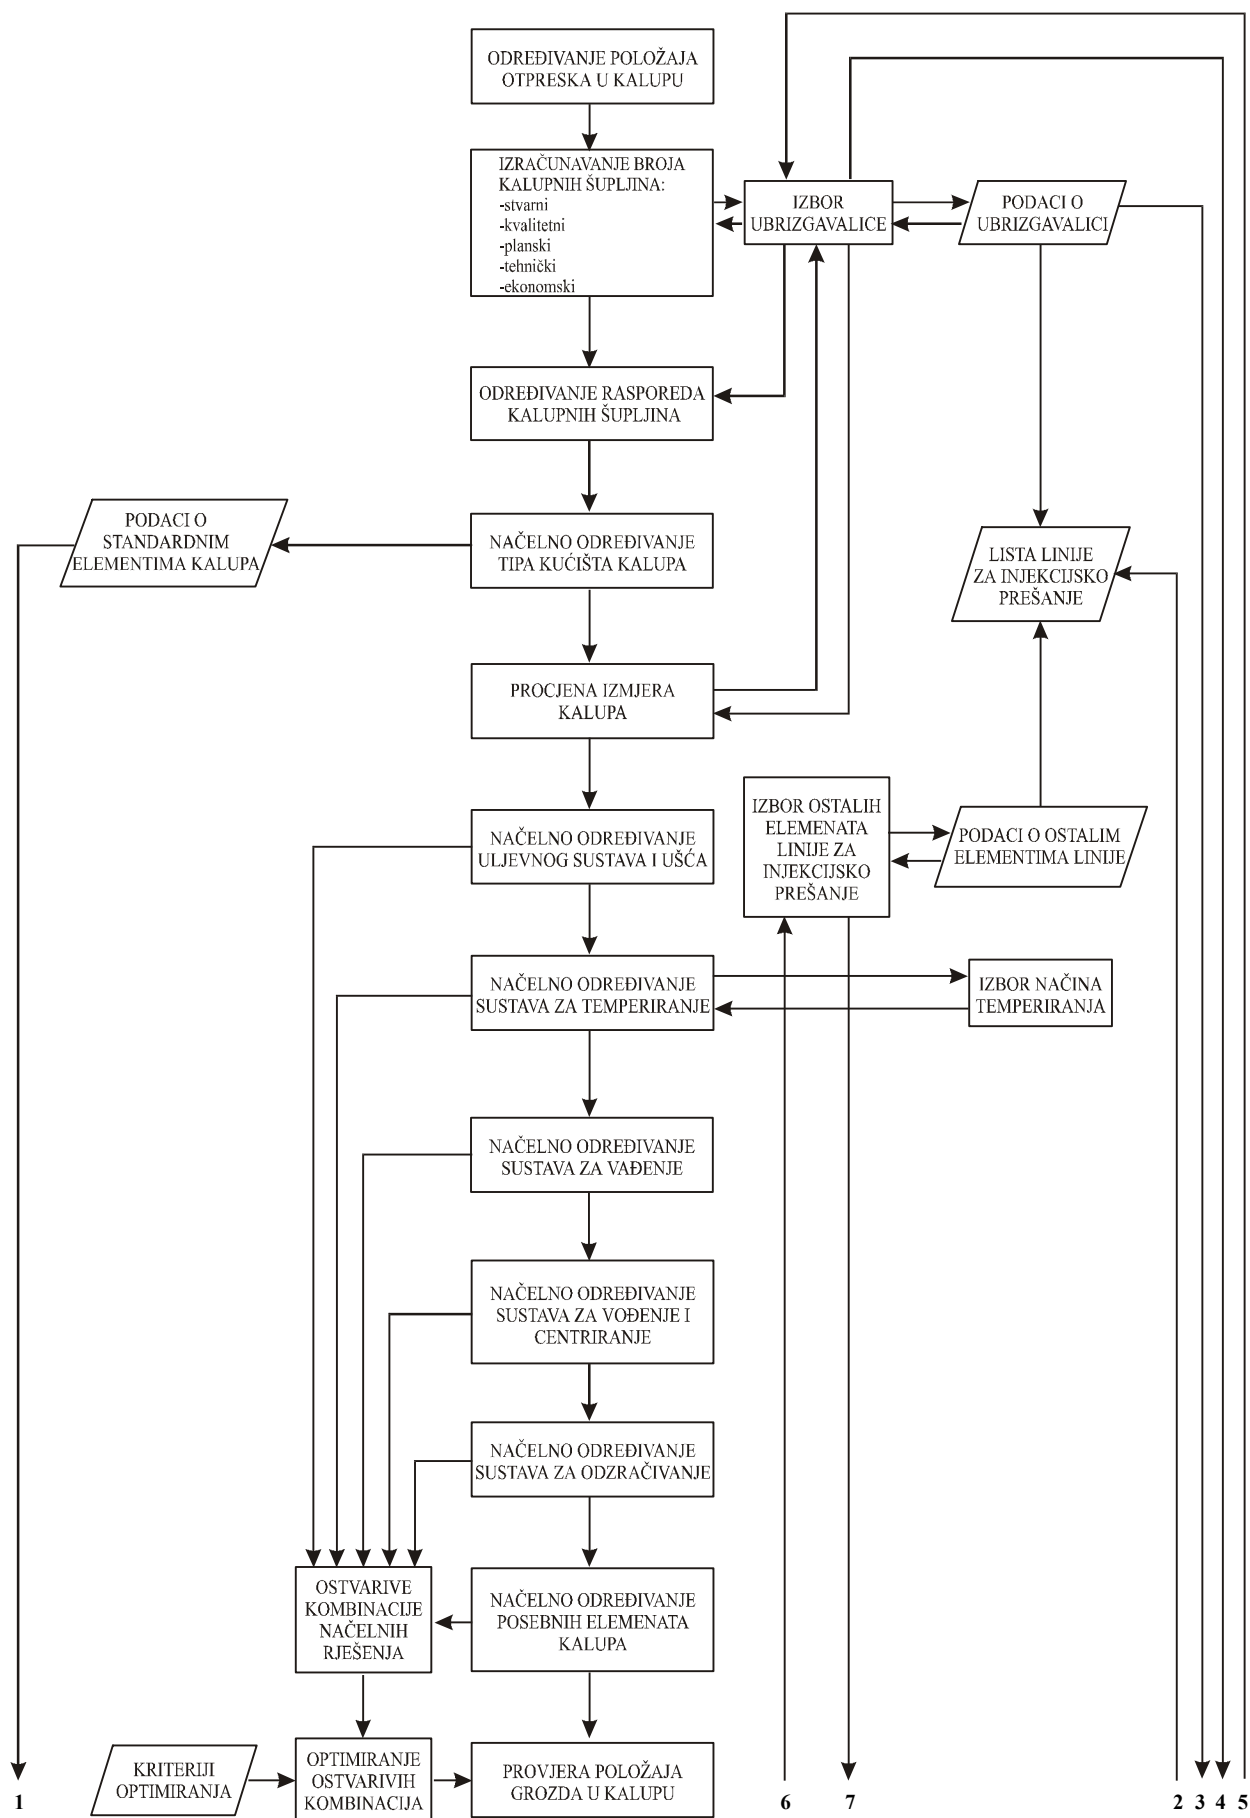 ODREĐIVANJE POLOŽAJA
OTPRESKA U KALUPU
IZRAČUNAVANJE BROJA
KALUPNIH ŠUPLJINA:
-stvarni
-kvalitetni
-planski
-tehnički
-ekonomski
IZBOR
UBRIZGAVALICE
PODACI O
UBRIZGAVALICI
ODREĐIVANJE RASPOREDA
KALUPNIH ŠUPLJINA
PODACI O
STANDARDNIM
ELEMENTIMA KALUPA
NAČELNO ODREĐIVANJE
TIPA KUĆIŠTA KALUPA
LISTA LINIJE
ZA INJEKCIJSKO
PREŠANJE
PROCJENA IZMJERA
KALUPA
NAČELNO ODREĐIVANJE
ULJEVNOG SUSTAVA I UŠĆA
IZBOR OSTALIH
ELEMENATA
LINIJE ZA
INJEKCIJSKO
PREŠANJE
PODACI O OSTALIM
ELEMENTIMA LINIJE
NAČELNO ODREĐIVANJE
SUSTAVA ZA TEMPERIRANJE
IZBOR NAČINA
TEMPERIRANJA
NAČELNO ODREĐIVANJE
SUSTAVA ZA VAĐENJE
NAČELNO ODREĐIVANJE
SUSTAVA ZA VOĐENJE I
CENTRIRANJE
NAČELNO ODREĐIVANJE
SUSTAVA ZA ODZRAČIVANJE
OSTVARIVE
KOMBINACIJE
NAČELNIH
RJEŠENJA
NAČELNO ODREĐIVANJE
POSEBNIH ELEMENATA
KALUPA
KRITERIJI
OPTIMIRANJA
OPTIMIRANJE
OSTVARIVIH
KOMBINACIJA
PROVJERA POLOŽAJA
GROZDA U KALUPU
1 6 7 2 3 4 5